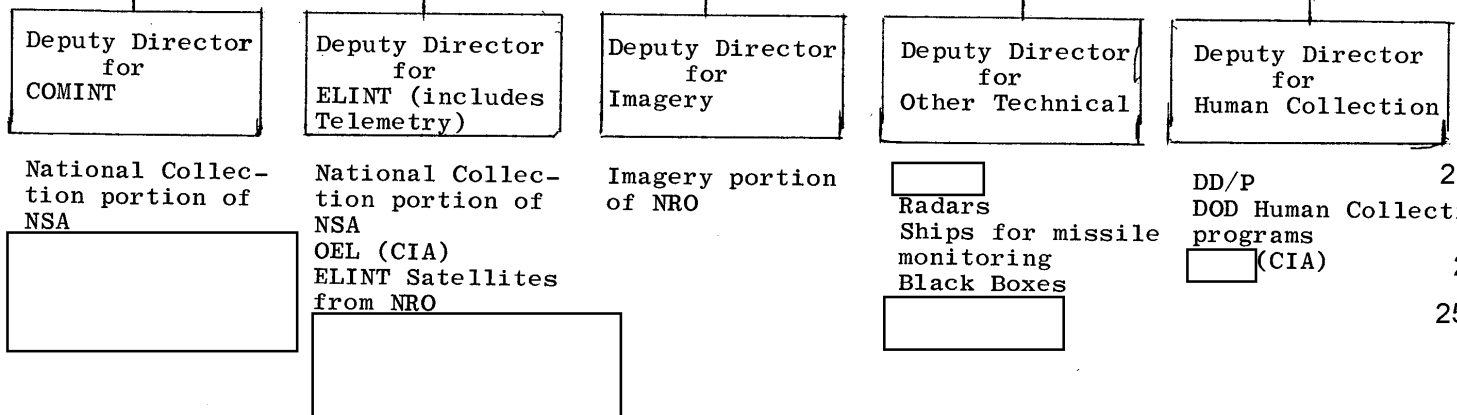 Deputy Director
for
COMINT
National Collec-
tion portion of
NSA
Deputy Director
for
ELINT (includes
Telemetry)
National Collec-
tion portion of
NSA
OEL (CIA)
ELINT Satellites
from NRO
Deputy Director
for
Imagery
Imagery portion
of NRO
Deputy Director
for
Other Technical
Radars
Ships for missile
monitoring
Black Boxes
Deputy Director
for
Human Collection
DD/P
DOD Human Collect
programs
(CIA)
2
25